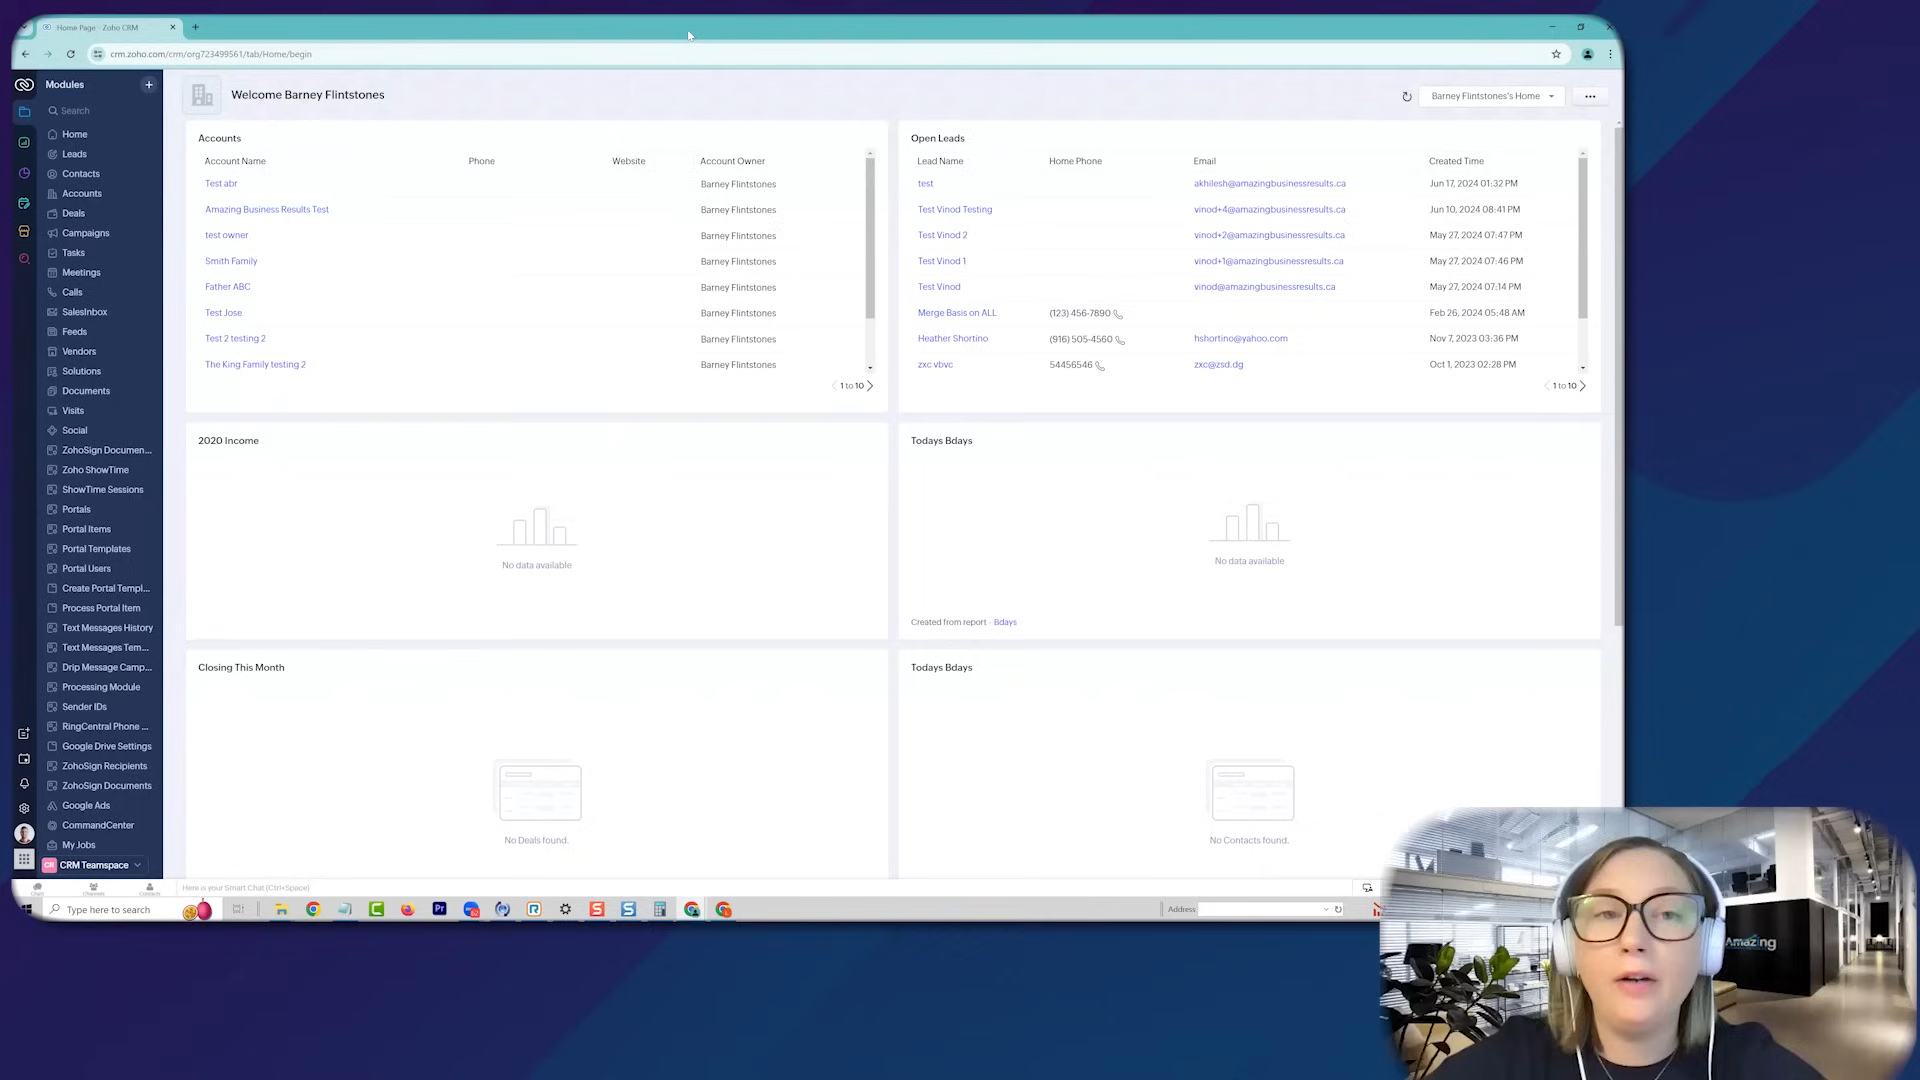 Home Page - Zoho CRM
crm.zoho.com/crm/org723499561/tab/Home/begin
Modules
Search
Home
Leads
Contacts
Accounts
Deals
Campaigns
Tasks
Meetings
Calls
SalesInbox
Feeds
Vendors
Solutions
Documents
Visits
Social
ZohoSign Documen...
Zoho ShowTime
ShowTime Sessions
Portals
Portal Items
Portal Templates
Portal Users
Create Portal Templ...
Process Portal Item
Text Messages History
Text Messages Tem...
Drip Message Camp...
Processing Module
Sender IDs
RingCentral Phone ...
Google Drive Settings
ZohoSign Recipients
ZohoSign Documents
Google Ads
CommandCenter
My Jobs
CR CRM Teamspace
Welcome Barney Flintstones
Barney Flintstones's Home
Accounts
Account Name Phone Website Account Owner
Test abr Barney Flintstones
Amazing Business Results Test Barney Flintstones
test owner Barney Flintstones
Smith Family Barney Flintstones
Father ABC Barney Flintstones
Test Jose Barney Flintstones
Test 2 testing 2 Barney Flintstones
The King Family testing 2 Barney Flintstones
1 to 10
Open Leads
Lead Name Home Phone Email Created Time
test akhilesh@amazingbusinessresults.ca Jun 17, 2024 01:32 PM
Test Vinod Testing vinod+4@amazingbusinessresults.ca Jun 10, 2024 08:41 PM
Test Vinod 2 vinod+2@amazingbusinessresults.ca May 27, 2024 07:47 PM
Test Vinod 1 vinod+1@amazingbusinessresults.ca May 27, 2024 07:46 PM
Test Vinod vinod@amazingbusinessresults.ca May 27, 2024 07:14 PM
Merge Basis on ALL (123) 456-7890 Feb 26, 2024 05:48 AM
Heather Shortino (916) 505-4560 hshortino@yahoo.com Nov 7, 2023 03:36 PM
zxc vbvc 54456546 zxc@zsd.dg Oct 1, 2023 02:28 PM
1 to 10
2020 Income
No data available
Todays Bdays
No data available
Created from report - Bdays
Closing This Month
No Deals found.
Todays Bdays
No Contacts found.
Chats Channels Contacts
Here is your Smart Chat (Ctrl+Space)
Type here to search
Pr
R
S
S
Address
Amazing